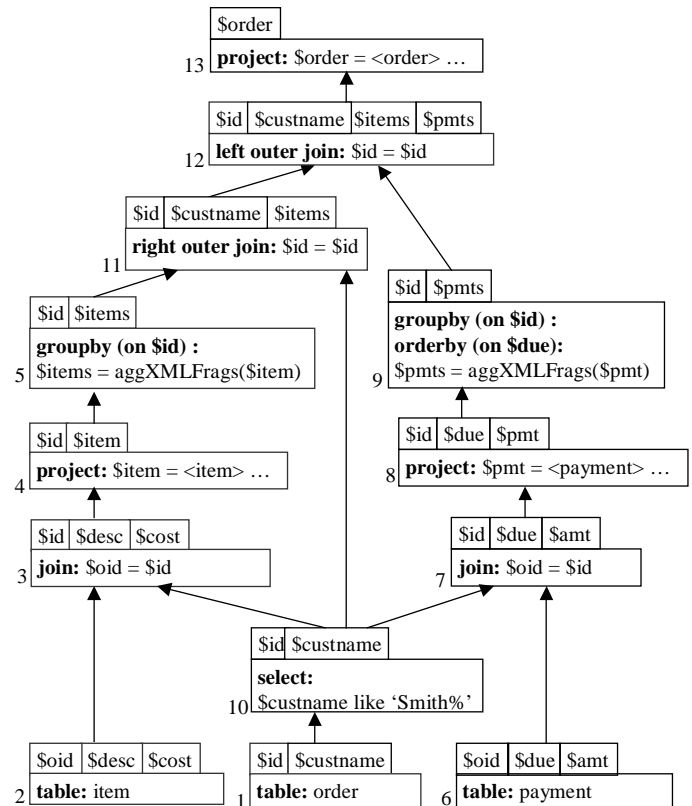 $order
project: $order = <order> …
13
$id $custname $items $pmts
left outer join: $id = $id
12
$id $custname $items
right outer join: $id = $id
11
$id $items
groupby (on $id) :
$items = aggXMLFrags($item)
5
$id $pmts
groupby (on $id) :
orderby (on $due):
$pmts = aggXMLFrags($pmt)
9
$id $item
project: $item = <item> …
4
$id $due $pmt
project: $pmt = <payment> …
8
$id $desc $cost
join: $oid = $id
3
$id $due $amt
join: $oid = $id
7
$id $custname
select:
$custname like ‘Smith%’
10
$oid $desc $cost
table: item
2
$id $custname
table: order
1
$oid $due $amt
table: payment
6